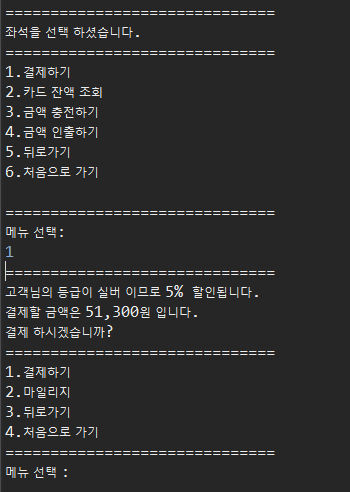 ==============================
좌석을 선택 하셨습니다.
==============================
1.결제하기
2.카드 잔액 조회
3.금액 충전하기
4.금액 인출하기
5.뒤로가기
6.처음으로 가기
==============================
메뉴 선택:
1
==============================
고객님의 등급이 실버 이므로 5% 할인됩니다.
결제할 금액은 51,300원 입니다.
결제 하시겠습니까?
==============================
1.결제하기
2.마일리지
3.뒤로가기
4.처음으로 가기
==============================
메뉴 선택 :